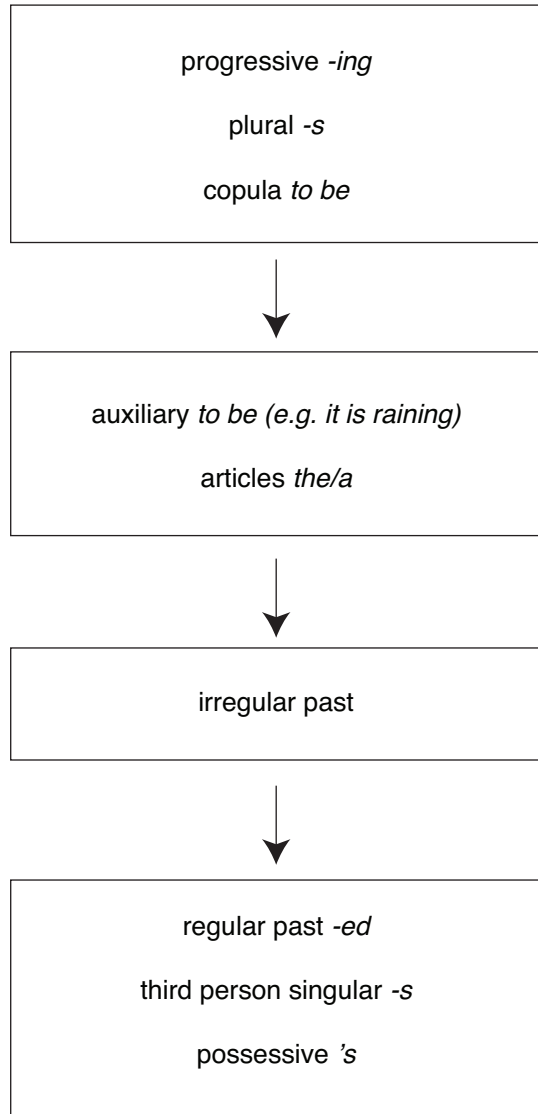 progressive -ing
plural -s
copula to be
auxiliary to be (e.g. it is raining)
articles the/a
irregular past
regular past -ed
third person singular -s
possessive ’s